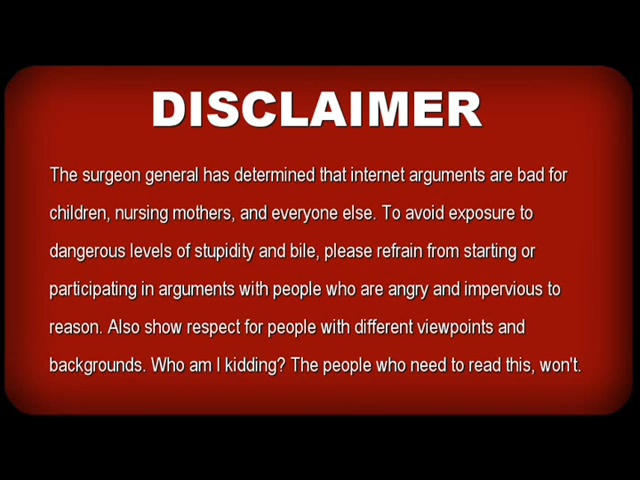 DISCLAIMER
The surgeon general has determined that internet arguments are bad for
children, nursing mothers, and everyone else. To avoid exposure to
dangerous levels of stupidity and bile, please refrain from starting or
participating in arguments with people who are angry and impervious to
reason. Also show respect for people with different viewpoints and
backgrounds. Who am I kidding? The people who need to read this, won't.